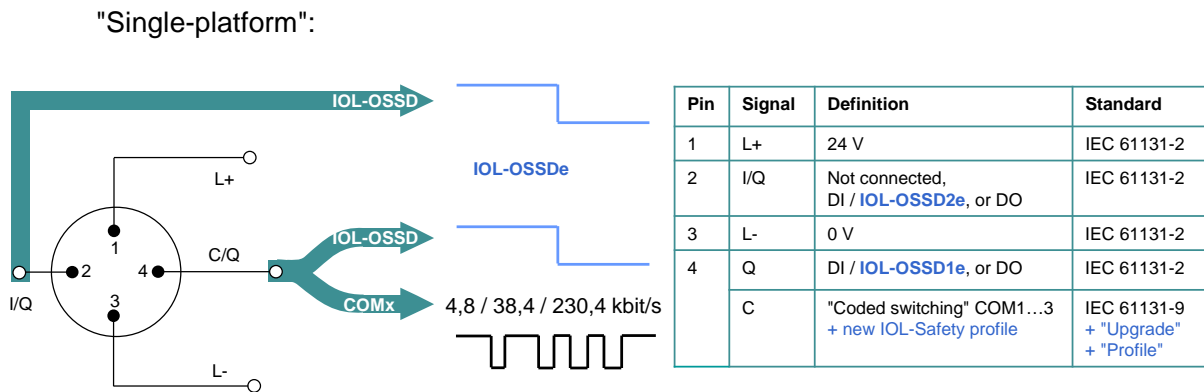 "Single-platform":
IOL-OSSD
L+
IOL-OSSDe
1
C/Q
IOL-OSSD
2
4
I/Q
3
COMx
4,8 / 38,4 / 230,4 kbit/s
L-
Pin Signal Definition Standard
1 L+ 24 V IEC 61131-2
2 I/Q Not connected, IEC 61131-2
DI / IOL-OSSD2e, or DO
3 L- 0 V IEC 61131-2
4 Q DI / IOL-OSSD1e, or DO IEC 61131-2
C "Coded switching" COM1…3 IEC 61131-9
+ new IOL-Safety profile + "Upgrade"
+ "Profile"